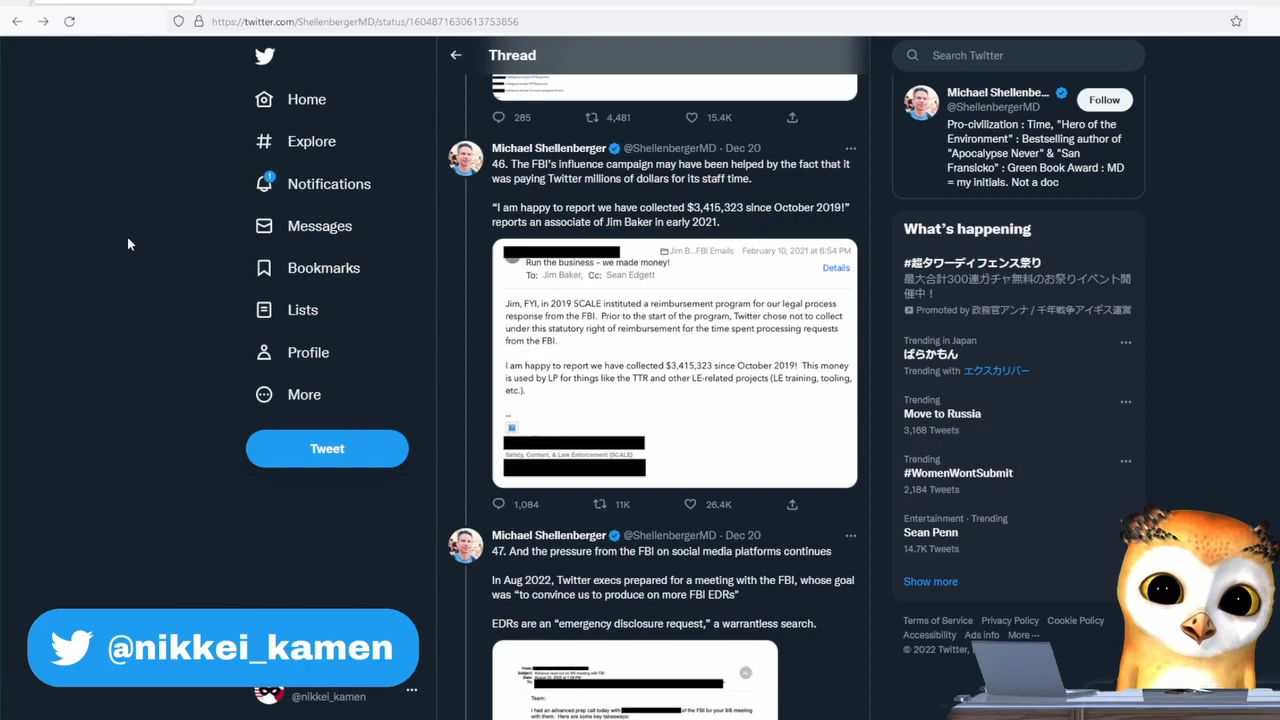 https://twitter.com/ShellenbergerMD/status/1604871630613753856
Home
Explore
1
Notifications
Messages
Bookmarks
Lists
Profile
More
Tweet
@nikkei_kamen
@nikkei_kamen
Thread
285
4,481
15.4K
Michael Shellenberger @ShellenbergerMD · Dec 20
46. The FBI's influence campaign may have been helped by the fact that it
was paying Twitter millions of dollars for its staff time.
“I am happy to report we have collected $3,415,323 since October 2019!”
reports an associate of Jim Baker in early 2021.
Jim B...FBI Emails February 10, 2021 at 6:54 PM
Run the business - we made money!
To: Jim Baker, Cc: Sean Edgett
Details
Jim, FYI, in 2019 SCALE instituted a reimbursement program for our legal process
response from the FBI. Prior to the start of the program, Twitter chose not to collect
under this statutory right of reimbursement for the time spent processing requests
from the FBI.
I am happy to report we have collected $3,415,323 since October 2019! This money
is used by LP for things like the TTR and other LE-related projects (LE training, tooling,
etc.).
--
Safety, Content, & Law Enforcement (SCALE)
1,084
11K
26.4K
Michael Shellenberger @ShellenbergerMD · Dec 20
47. And the pressure from the FBI on social media platforms continues
In Aug 2022, Twitter execs prepared for a meeting with the FBI, whose goal
was “to convince us to produce on more FBI EDRs”
EDRs are an “emergency disclosure request,” a warrantless search.
From:
Subject: Advance read-out on 9/6 meeting with FBI
To:
Team:
I had an advanced prep call today with of the FBI for your 9/6 meeting
with them. Here are some key takeaways:
Search Twitter
Michael Shellenbe...
@ShellenbergerMD
Follow
Pro-civilization : Time, "Hero of the
Environment" : Bestselling author of
"Apocalypse Never" & "San
Fransicko" : Green Book Award : MD
= my initials. Not a doc
What's happening
#超タワーディフェンス祭り
最大合計300連ガチャ無料のお祭りイベント開
催中！
Promoted by 政務官アンナ / 千年戦争アイギス運営
Trending in Japan
ばらかもん
Trending with エクスカリバー
Trending
Move to Russia
3,168 Tweets
Trending
#WomenWontSubmit
2,184 Tweets
Entertainment · Trending
Sean Penn
14.7K Tweets
Show more
Terms of Service Privacy Policy Cookie Policy
Accessibility Ads info More ···
© 2022 Twitter,